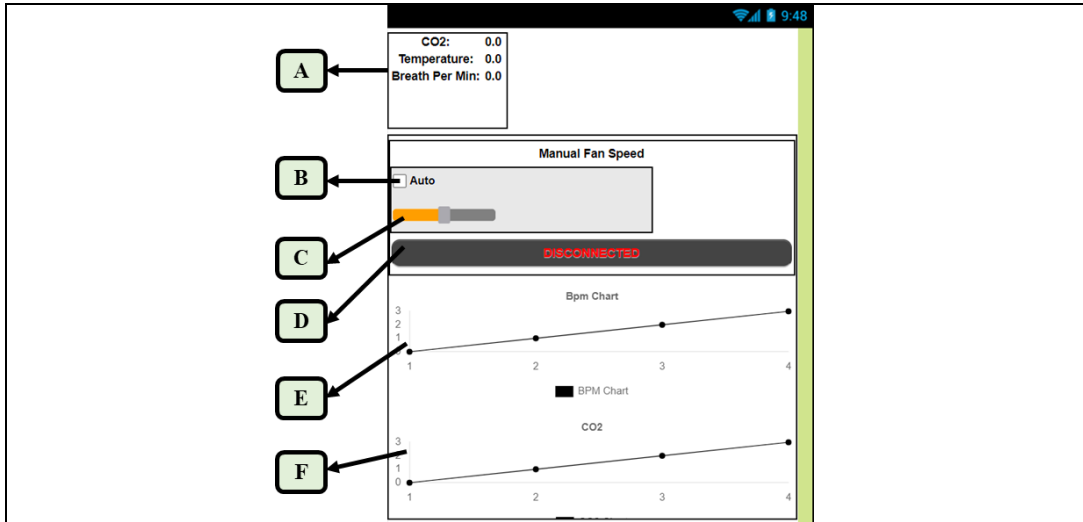 9:48
CO2: 0.0
Temperature: 0.0
Breath Per Min: 0.0
A
Manual Fan Speed
B
Auto
C
DISCONNECTED
D
Bpm Chart
3
2
1
0
1 2 3 4
E
BPM Chart
CO2
3
1
0
F
1 2 3 4